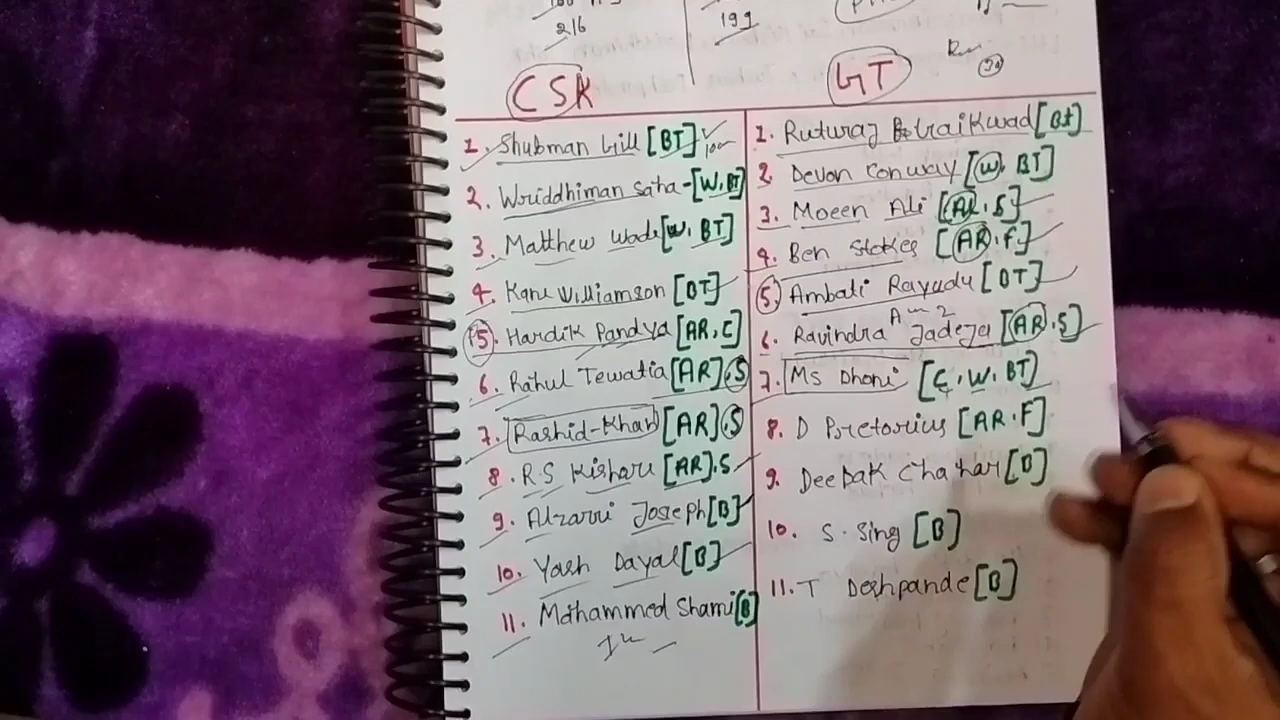 216
199
CSK
GT
1. Shubman Gill [BT]
2. Wriddhiman Saha-[W.BT]
3. Matthew Wade[W. BT]
4. Kane Williamson [BT]
5. Hardik Pandya [AR.C]
6. Rahul Tewatia [AR].S
7. Rashid-Khan [AR].S
8. R.S Kishore [AR].S
9. Alzarri Joseph[B]
10. Yash Dayal[B]
11. Mohammed Shami[B]
1. Ruturaj Gaikwad[Bt]
2. Devon Conway [W. BT]
3. Moeen Ali [AR.S]
4. Ben Stokes [AR.F]
5. Ambati Rayudu [BT]
6. Ravindra Jadeja [AR.S]
7. Ms Dhoni [C.W.BT]
8. D Pretorius [AR.F]
9. Deepak Chahar[B]
10. S. Sing [B]
11. T Deshpande [B]